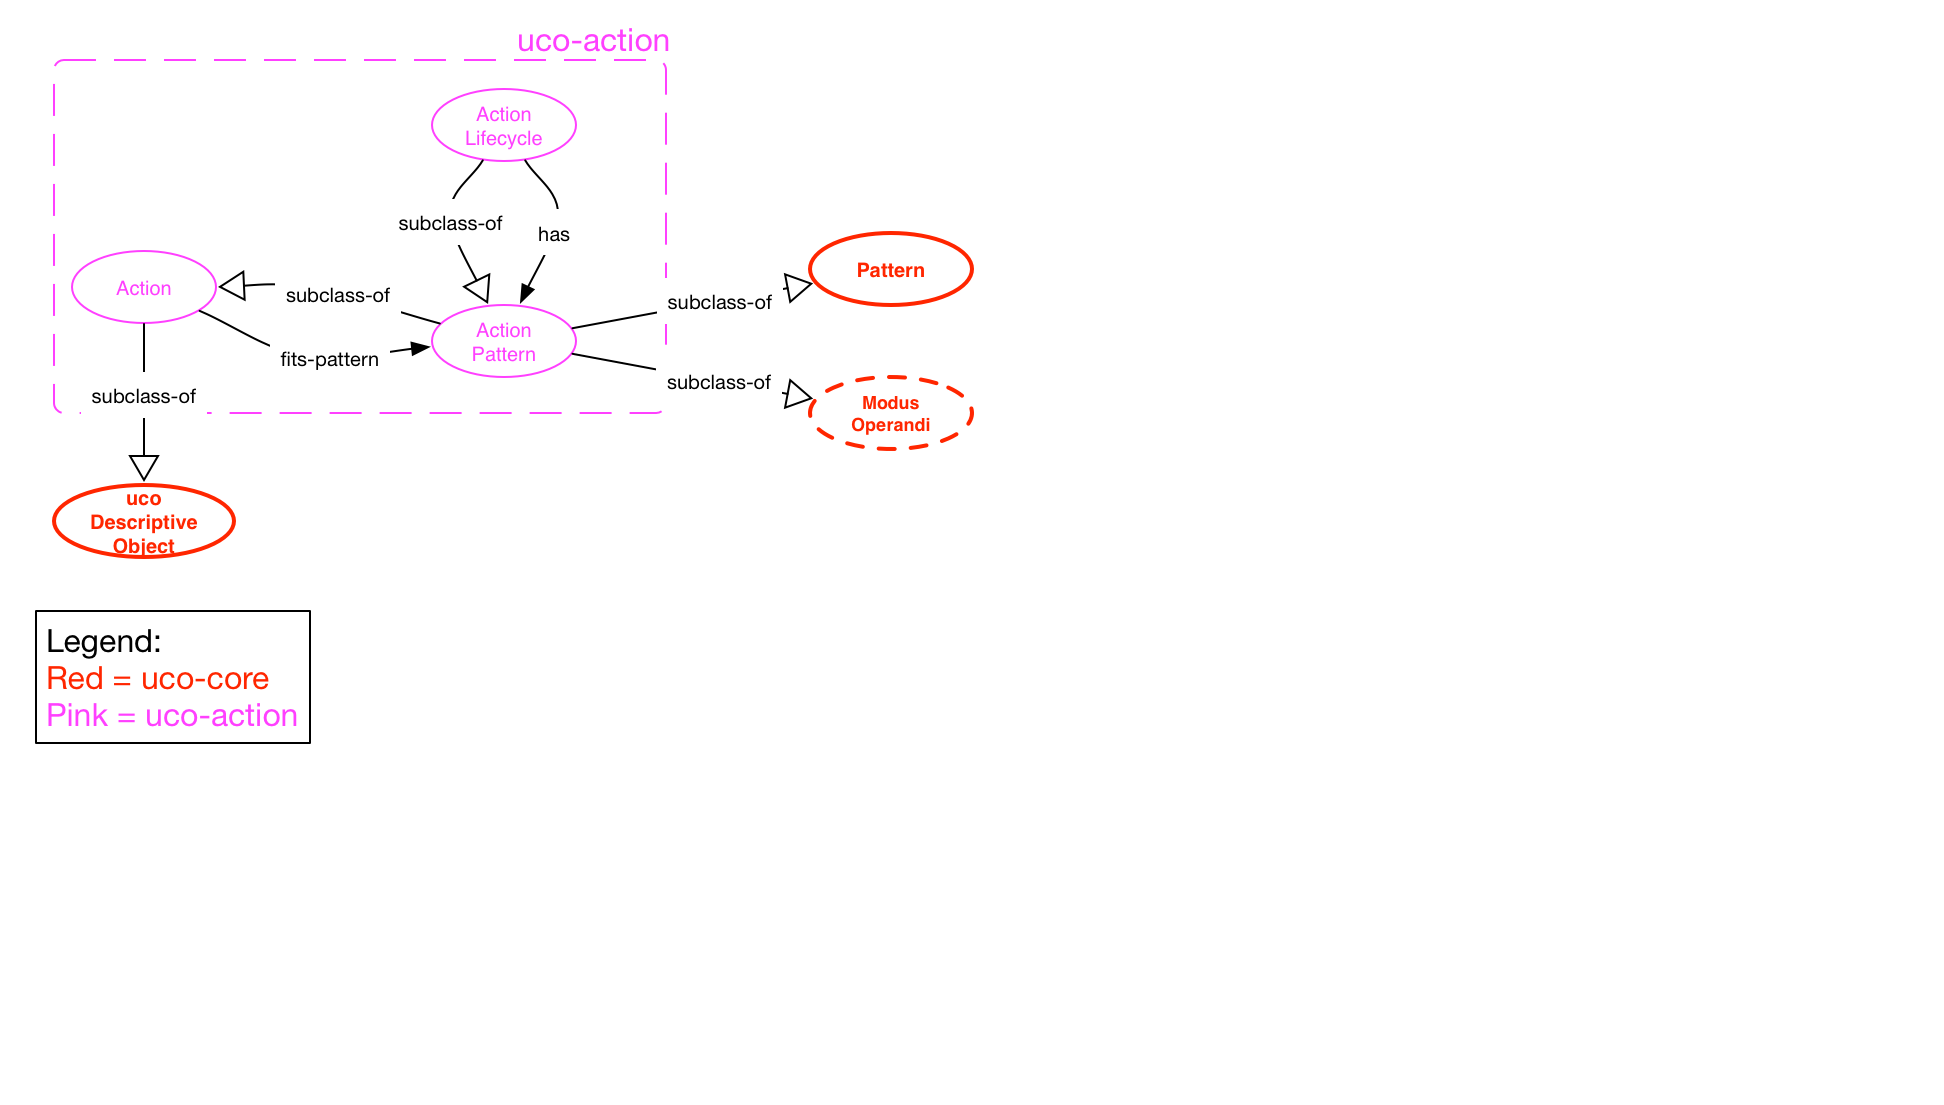 uco-action
Action
Lifecycle
subclass-of
has
Action
subclass-of
fits-pattern
Action
Pattern
subclass-of
Pattern
subclass-of
Modus
Operandi
subclass-of
uco
Descriptive
Object
Legend:
Red = uco-core
Pink = uco-action